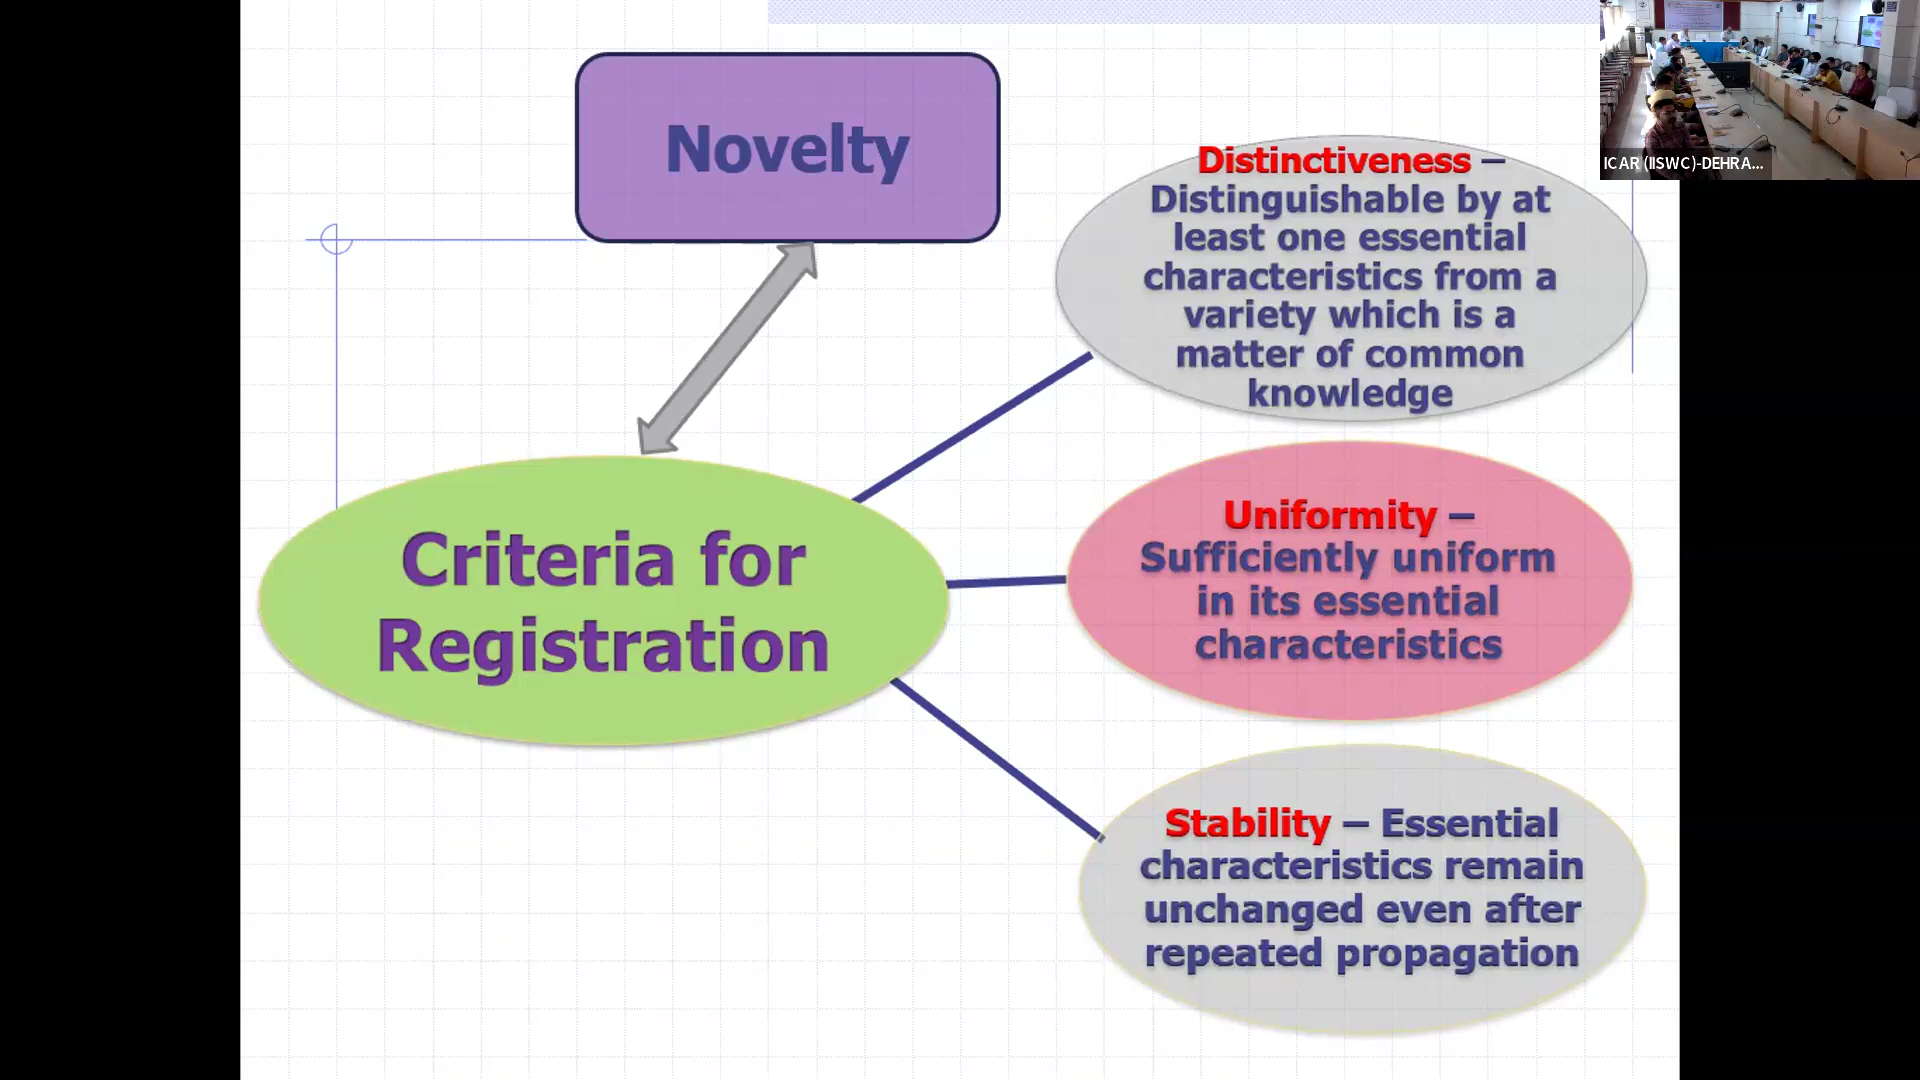 Novelty
Distinctiveness –
Distinguishable by at
least one essential
characteristics from a
variety which is a
matter of common
knowledge
Criteria for
Registration
Uniformity –
Sufficiently uniform
in its essential
characteristics
Stability – Essential
characteristics remain
unchanged even after
repeated propagation
ICAR (IISWC)-DEHRA...